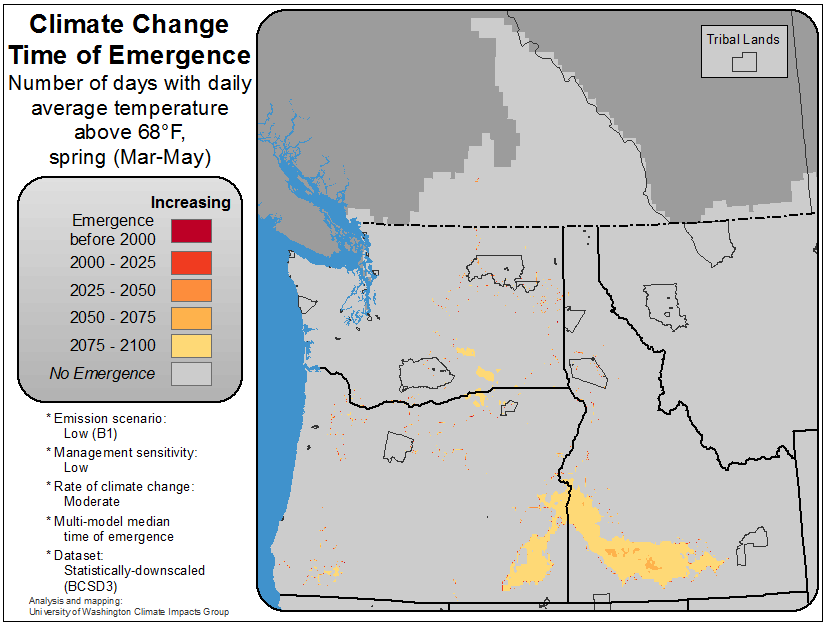 Climate Change
Time of Emergence
Number of days with daily
average temperature
above 68°F,
spring (Mar-May)
Increasing
Emergence
before 2000
2000 - 2025
2025 - 2050
2050 - 2075
2075 - 2100
No Emergence
* Emission scenario:
Low (B1)
* Management sensitivity:
Low
* Rate of climate change:
Moderate
* Multi-model median
time of emergence
* Dataset:
Statistically-downscaled
(BCSD3)
Analysis and mapping:
University of Washington Climate Impacts Group
Tribal Lands